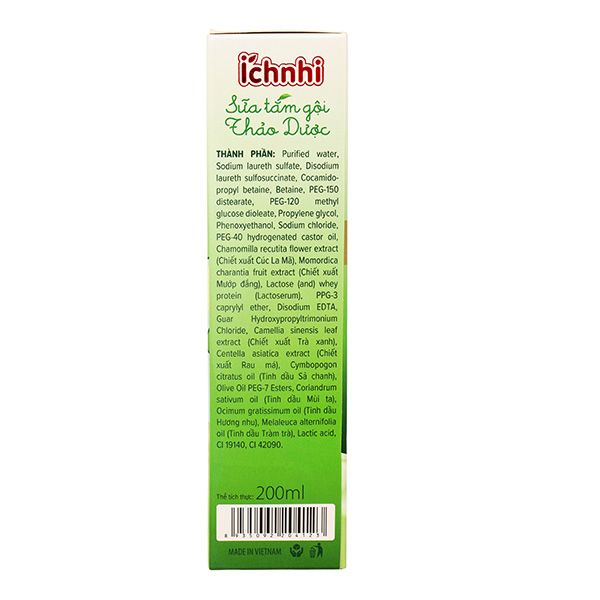 ichnhi
Sữa tắm gội
Thảo Dược
THÀNH PHẦN: Purified water,
Sodium laureth sulfate, Disodium
laureth sulfosuccinate, Cocamido-
propyl betaine, Betaine, PEG-150
distearate, PEG-120 methyl
glucose dioleate, Propylene glycol,
Phenoxyethanol, Sodium chloride,
PEG-40 hydrogenated castor oil,
Chamomilla recutita flower extract
(Chiết xuất Cúc La Mã), Momordica
charantia fruit extract (Chiết xuất
Mướp đắng), Lactose (and) whey
protein (Lactoserum), PPG-3
caprylyl ether, Disodium EDTA,
Guar Hydroxypropyltrimonium
Chloride, Camellia sinensis leaf
extract (Chiết xuất Trà xanh),
Centella asiatica extract (Chiết
xuất Rau má), Cymbopogon
citratus oil (Tinh dầu Sả chanh),
Olive Oil PEG-7 Esters, Coriandrum
sativum oil (Tinh dầu Mùi ta),
Ocimum gratissimum oil (Tinh dầu
Hương nhu), Melaleuca alternifolia
oil (Tinh dầu Tràm trà), Lactic acid,
CI 19140, CI 42090.
Thể tích thực: 200ml
8 935092 204123
MADE IN VIETNAM